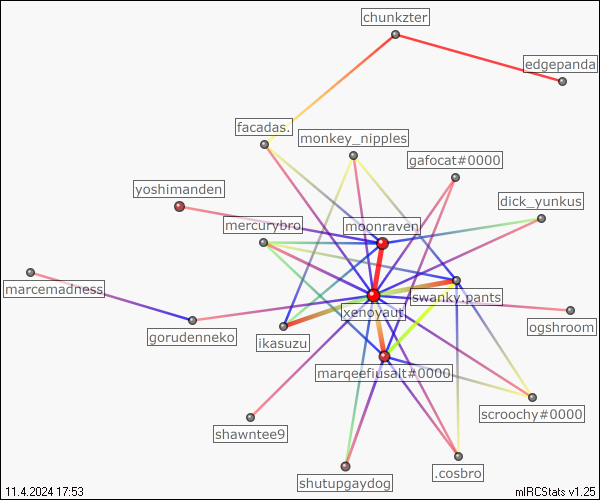 chunkzter
edgepanda
facadas.
monkey_nipples
gafocat#0000
yoshimanden
dick_yunkus
mercurybro
moonraven
marcemadness
swanky.pants
xenoyaut
ogshroom
gorudenneko
ikasuzu
marqeefiusalt#0000
scroochy#0000
shawntee9
.cosbro
shutupgaydog
11.4.2024 17:53
mIRCStats v1.25